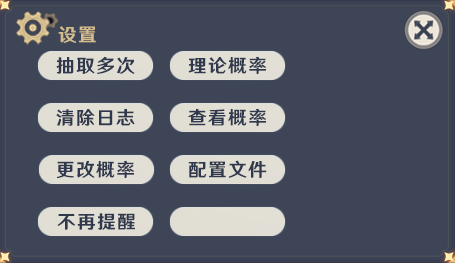 设置
抽取多次 理论概率
清除日志 查看概率
更改概率 配置文件
不再提醒